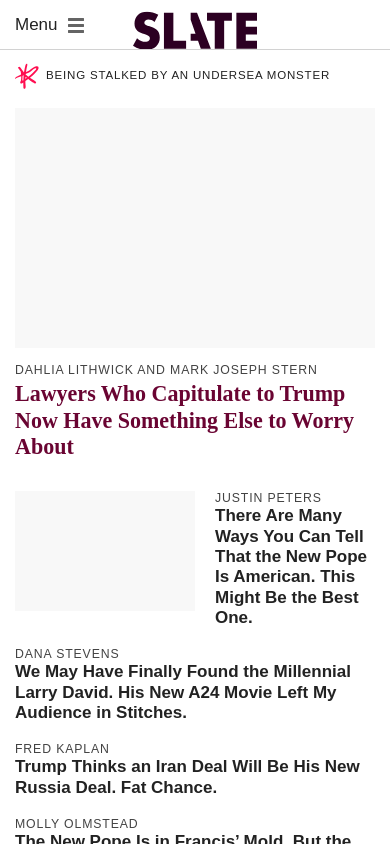 Menu
SLATE
BEING STALKED BY AN UNDERSEA MONSTER
DAHLIA LITHWICK AND MARK JOSEPH STERN
Lawyers Who Capitulate to Trump
Now Have Something Else to Worry
About
JUSTIN PETERS
There Are Many
Ways You Can Tell
That the New Pope
Is American. This
Might Be the Best
One.
DANA STEVENS
We May Have Finally Found the Millennial
Larry David. His New A24 Movie Left My
Audience in Stitches.
FRED KAPLAN
Trump Thinks an Iran Deal Will Be His New
Russia Deal. Fat Chance.
MOLLY OLMSTEAD
The New Pope Is in Francis’ Mold. But the